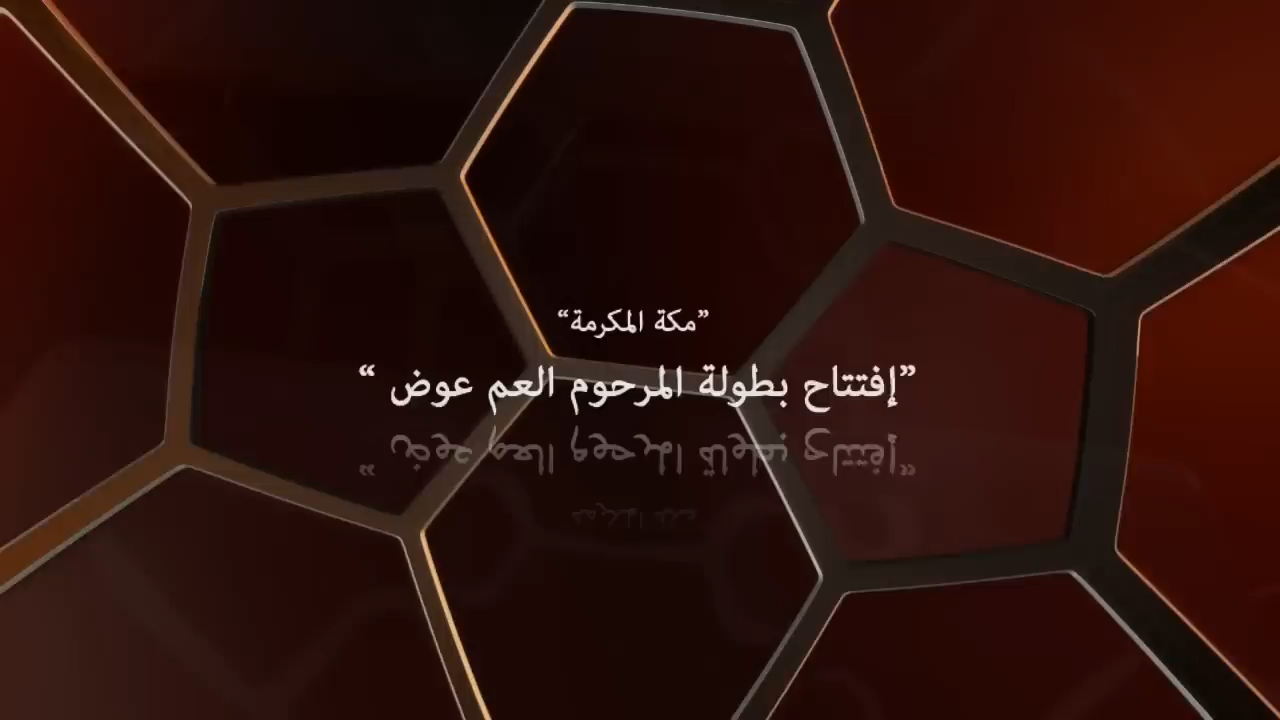 ”مكة المكرمة“
”إفتتاح بطولة المرحوم العم عوض “